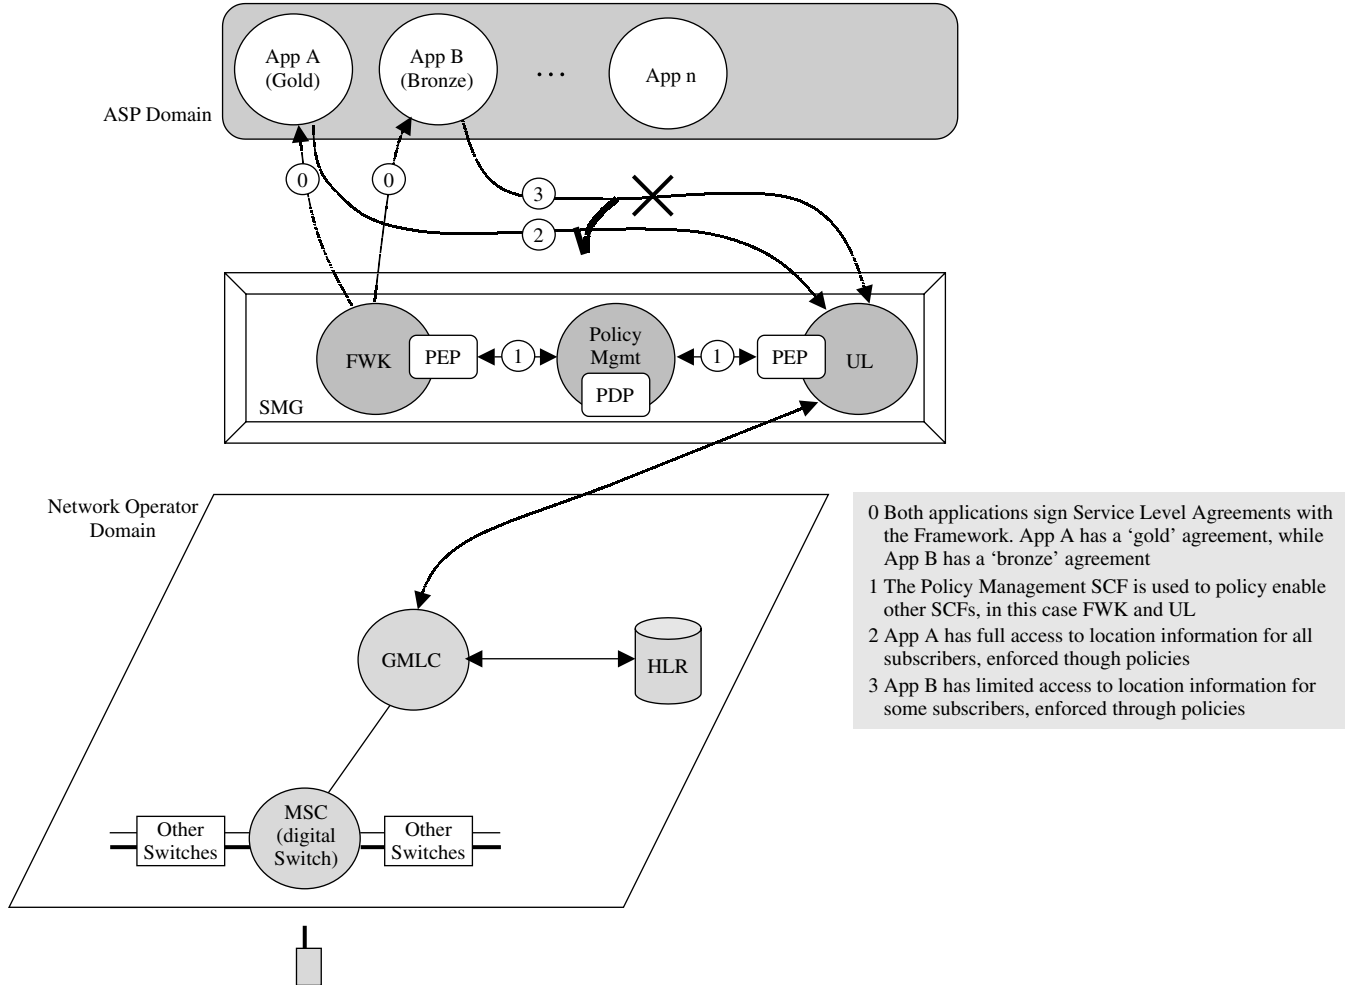 App A
(Gold)
App B
(Bronze)
...
App n
ASP Domain
0
0
3
2
FWK
PEP
1
Policy
Mgmt
PDP
1
PEP
UL
SMG
Network Operator
Domain
GMLC
HLR
MSC
(digital
Switch)
Other
Switches
Other
Switches
0 Both applications sign Service Level Agreements with
the Framework. App A has a ‘gold’ agreement, while
App B has a ‘bronze’ agreement
1 The Policy Management SCF is used to policy enable
other SCFs, in this case FWK and UL
2 App A has full access to location information for all
subscribers, enforced though policies
3 App B has limited access to location information for
some subscribers, enforced through policies